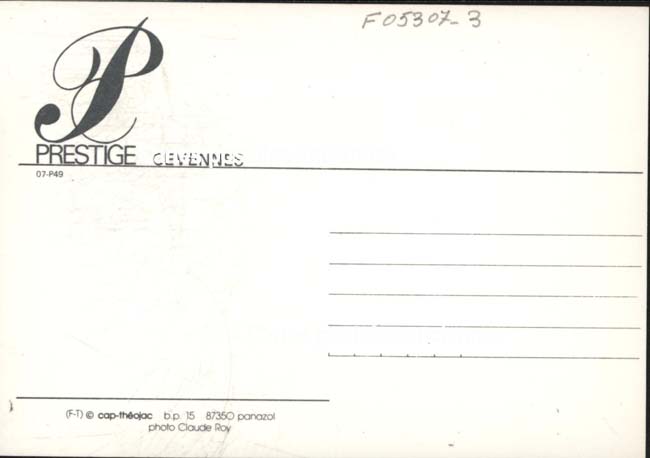 F05307-3
P
PRESTIGE CEVENNES
07-P49
(F-T) © cap-théojac b.p. 15 87350 panazol
photo Claude Roy